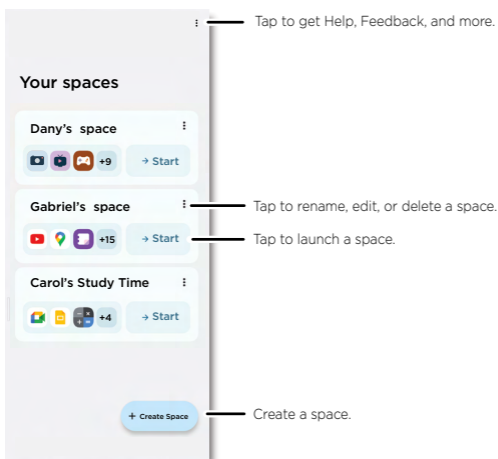 Tap to get Help, Feedback, and more.
Your spaces
Dany's space
+9
→ Start
Gabriel's space
Tap to rename, edit, or delete a space.
+15
→ Start
Tap to launch a space.
Carol's Study Time
+4
→ Start
+ Create Space
Create a space.